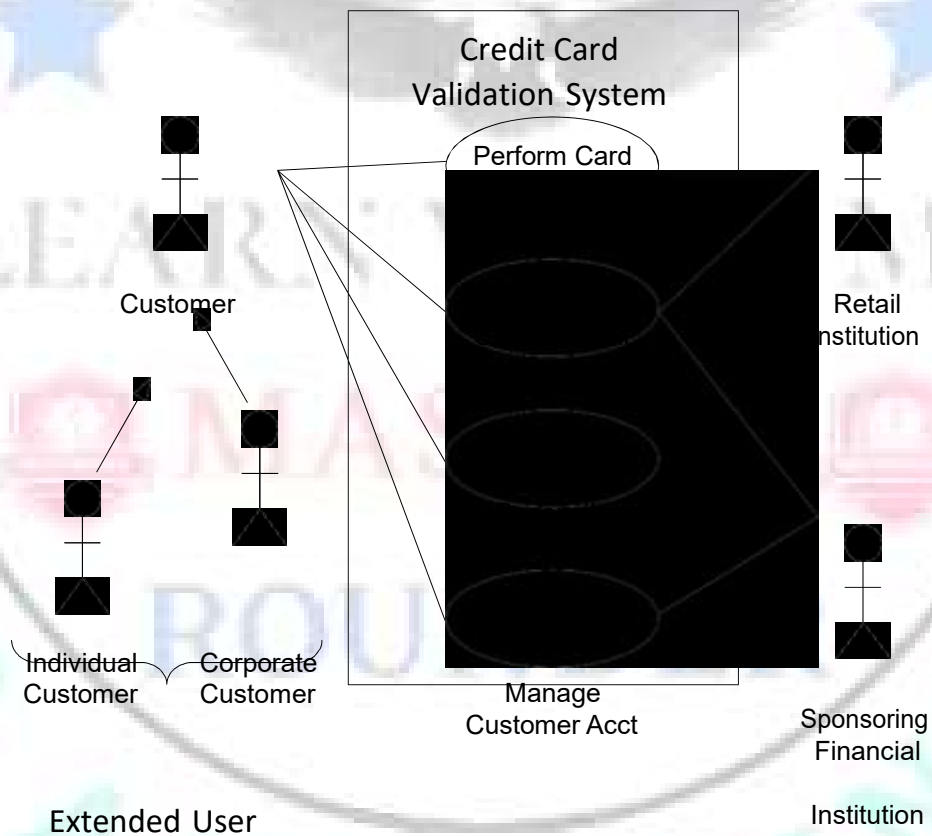 Credit Card
Validation System
Perform Card
Customer
Retail
nstitution
Individual
Customer
Corporate
Customer
Manage
Customer Acct
Sponsoring
Financial
Institution
Extended User
LEARN